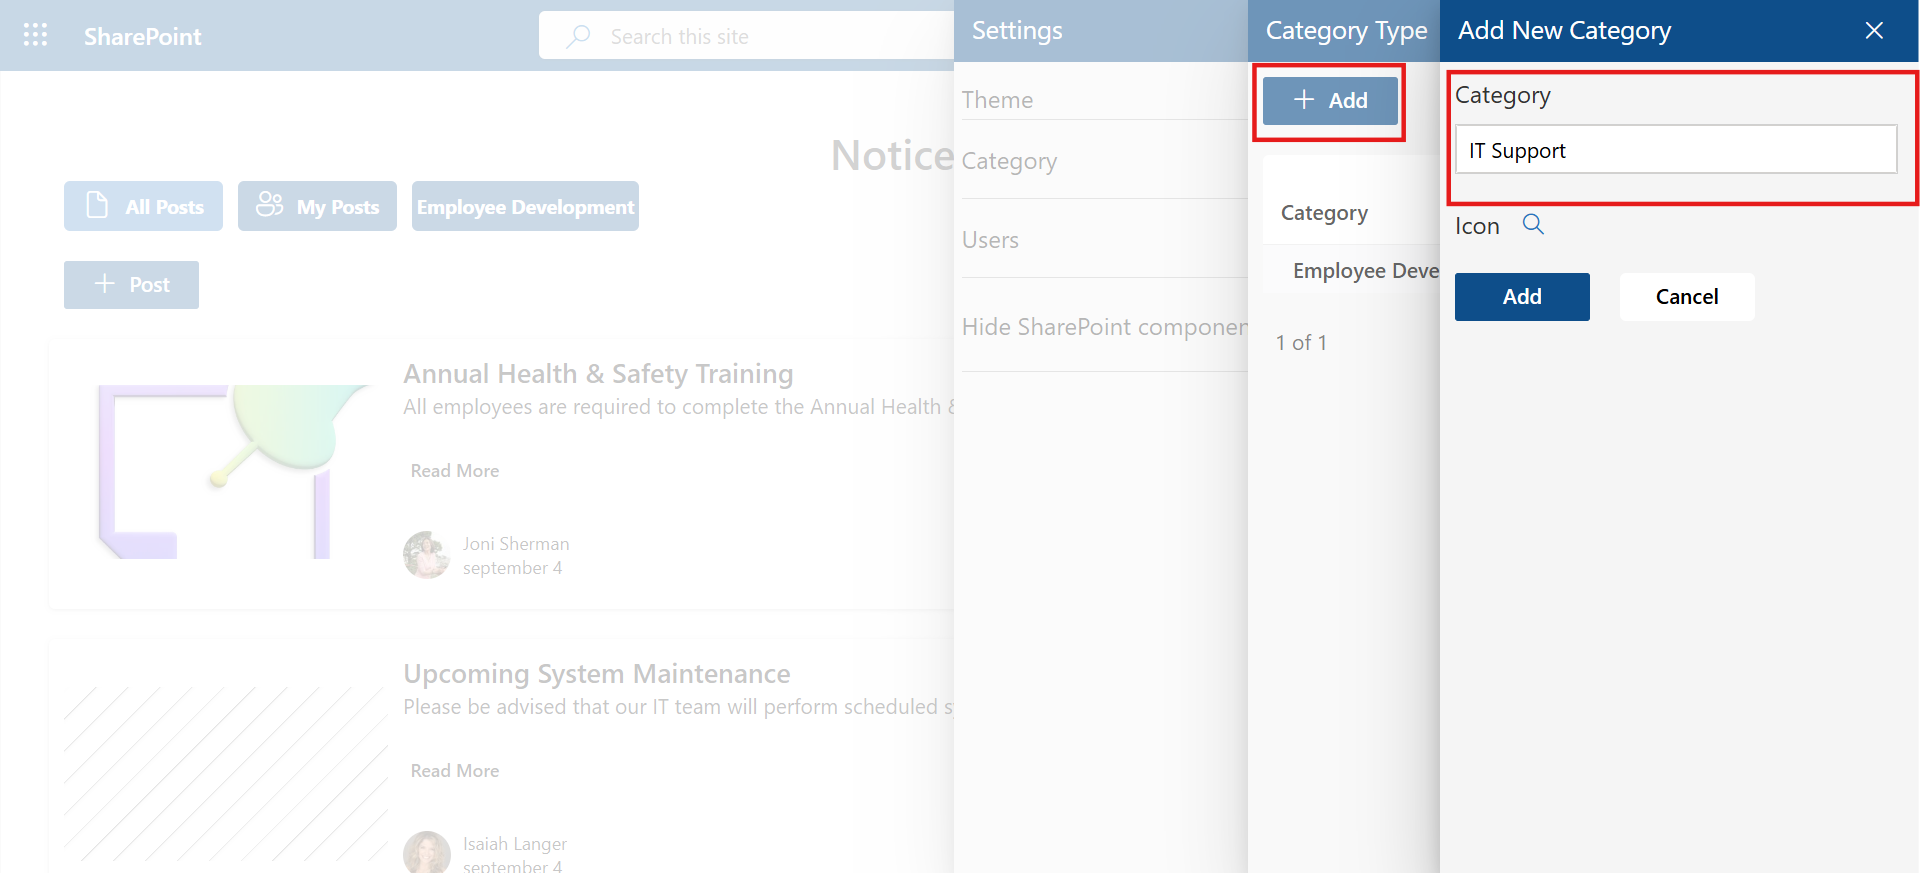 SharePoint
Search this site
Settings
Category Type
Add New Category
Theme
Add
Category
IT Support
Notice
Category
All Posts
My Posts
Employee Development
Category
Icon
Users
Employee Deve
Post
Add
Cancel
Hide SharePoint componen
1 of 1
Annual Health & Safety Training
All employees are required to complete the Annual Health &
Read More
Joni Sherman
september 4
Upcoming System Maintenance
Please be advised that our IT team will perform scheduled s
Read More
Isaiah Langer
september 4